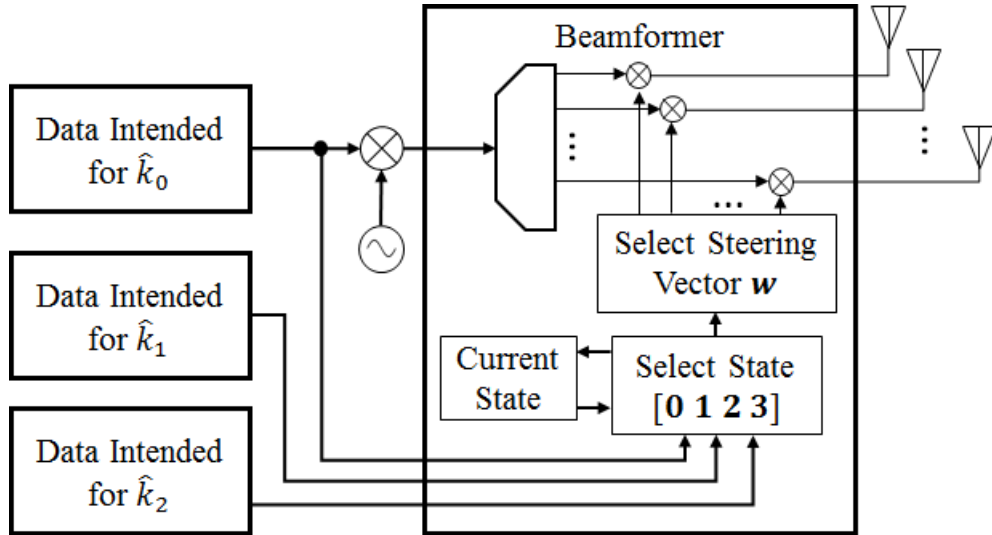 Beamformer
Data Intended
for k̂₀
Data Intended
for k̂₁
Data Intended
for k̂₂
Select Steering
Vector w
Current
State
Select State
[0 1 2 3]